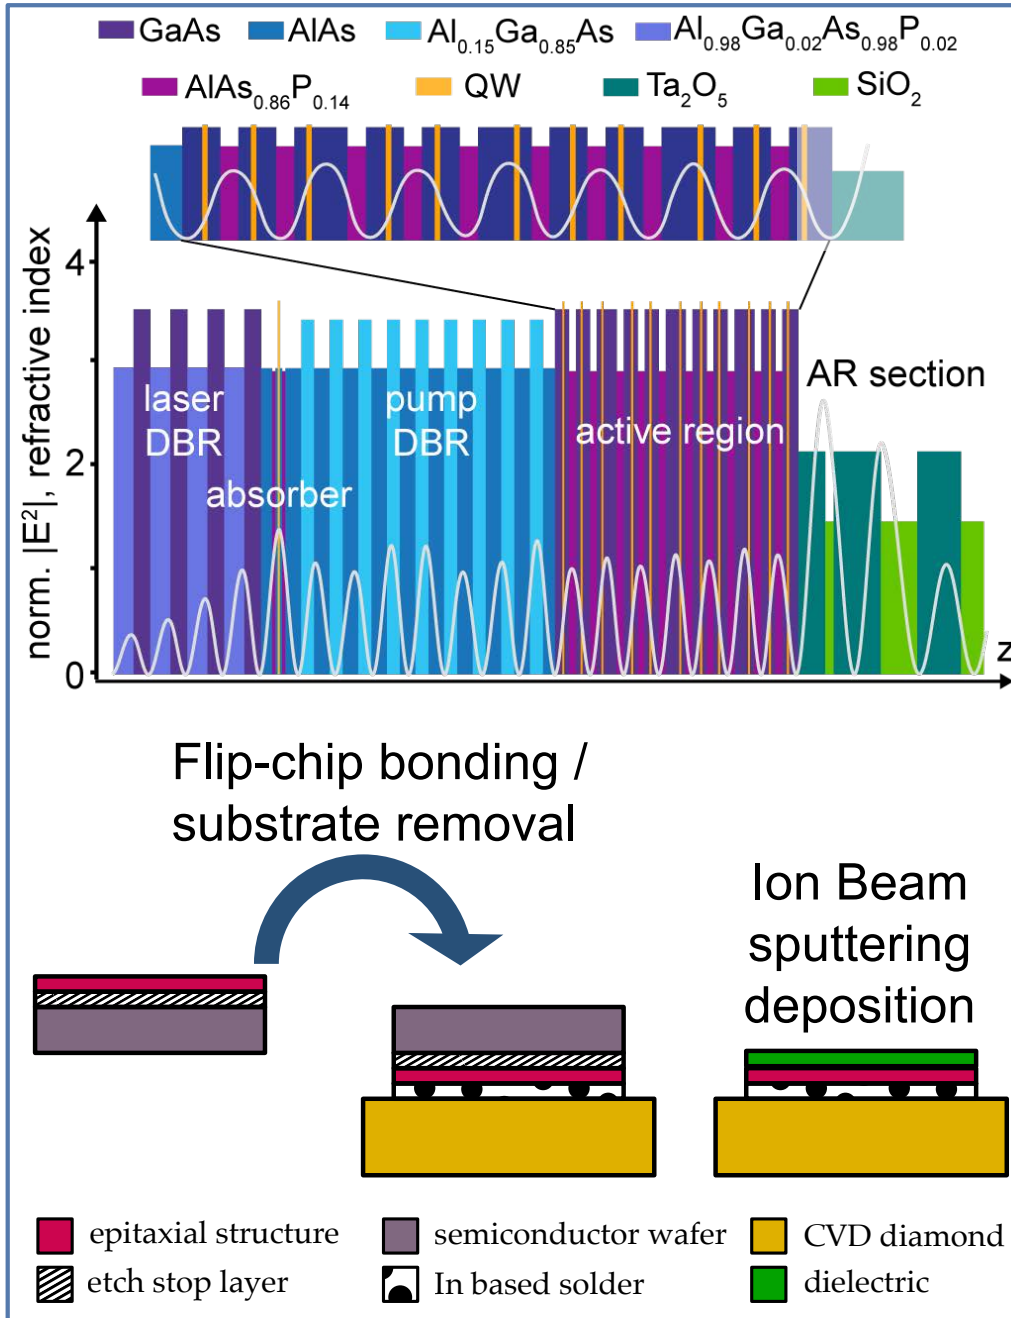 GaAs AlAs Al0.15Ga0.85As Al0.98Ga0.02As0.98P0.02
AlAs0.86P0.14 QW Ta2O5 SiO2
norm. |E²|, refractive index
4
2
0
laser
DBR
absorber
pump
DBR
active region
AR section
z
Flip-chip bonding /
substrate removal
Ion Beam
sputtering
deposition
epitaxial structure semiconductor wafer CVD diamond
etch stop layer In based solder dielectric